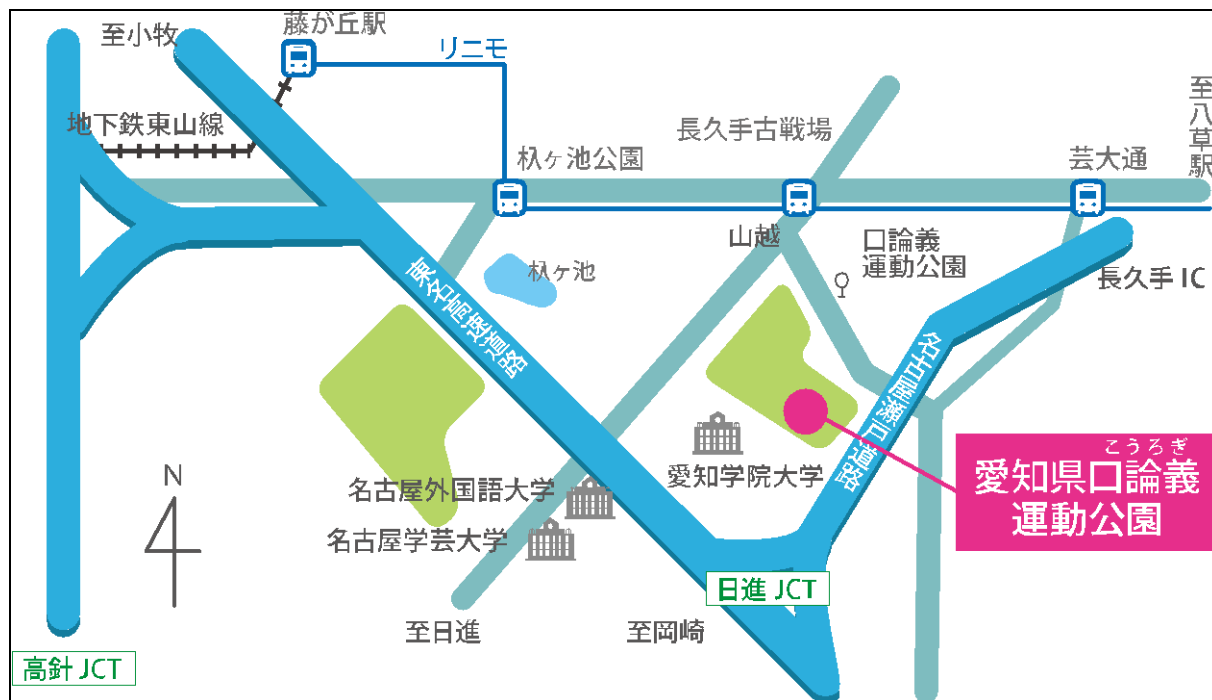 至小牧
藤が丘駅
リニモ
地下鉄東山線
杁ヶ池公園
長久手古戦場
芸大通
至八草駅
山越
口論義
運動公園
杁ヶ池
長久手 IC
東名高速道路
名古屋瀬戸道路
愛知学院大学
こうろぎ
愛知県口論義
運動公園
N
名古屋外国語大学
名古屋学芸大学
日進 JCT
至日進
至岡崎
高針 JCT